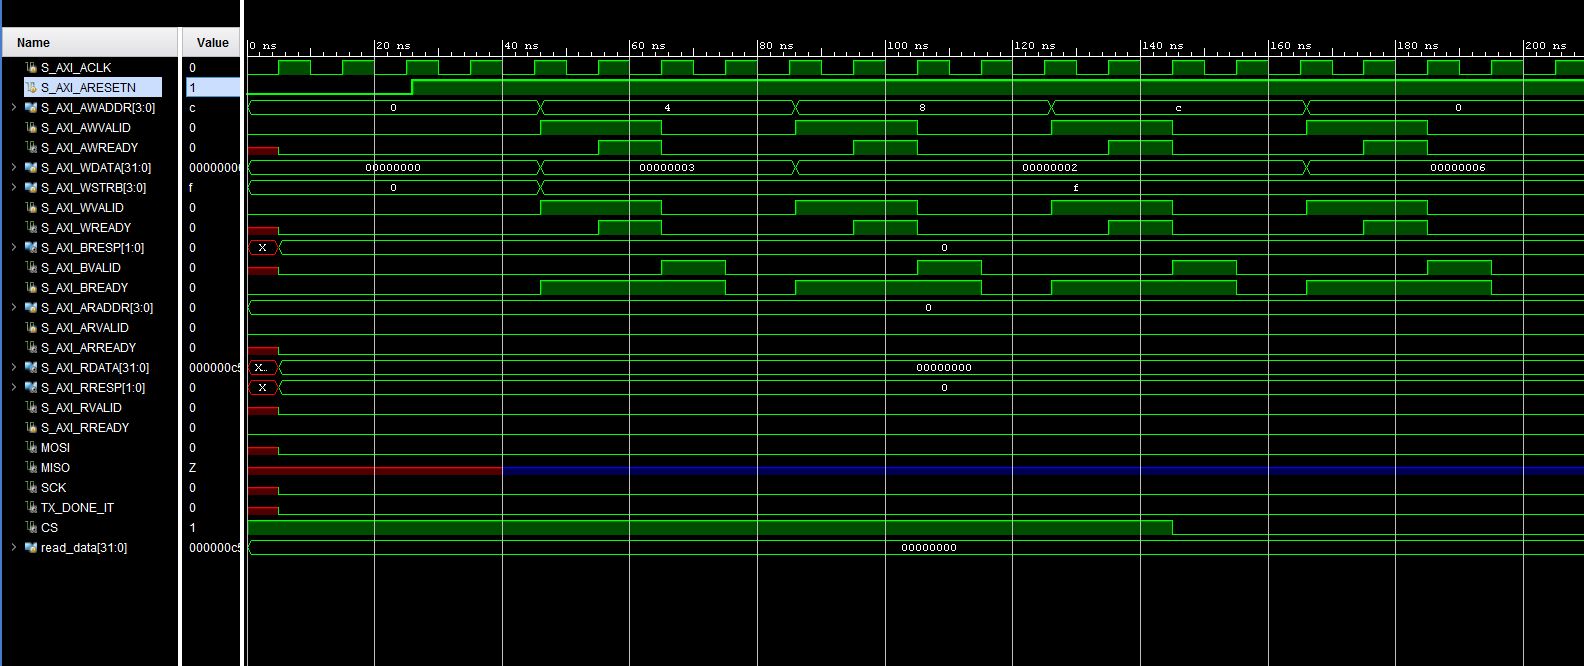 Name Value 0 ns 20 ns 40 ns 60 ns 80 ns 100 ns 120 ns 140 ns 160 ns 180 ns 200 ns
S_AXI_ACLK 0
S_AXI_ARESETN 1
S_AXI_AWADDR[3:0] c 0 4 8 c 0
S_AXI_AWVALID 0
S_AXI_AWREADY 0
S_AXI_WDATA[31:0] 00000000 00000003 00000002 00000006
S_AXI_WSTRB[3:0] f 0 f
S_AXI_WVALID 0
S_AXI_WREADY 0
S_AXI_BRESP[1:0] 0 X 0
S_AXI_BVALID 0
S_AXI_BREADY 0
S_AXI_ARADDR[3:0] 0 0
S_AXI_ARVALID 0
S_AXI_ARREADY 0
S_AXI_RDATA[31:0] 000000c5 X... 00000000
S_AXI_RRESP[1:0] 0 X 0
S_AXI_RVALID 0
S_AXI_RREADY 0
MOSI 0
MISO Z
SCK 0
TX_DONE_IT 0
CS 1
read_data[31:0] 000000c5 00000000